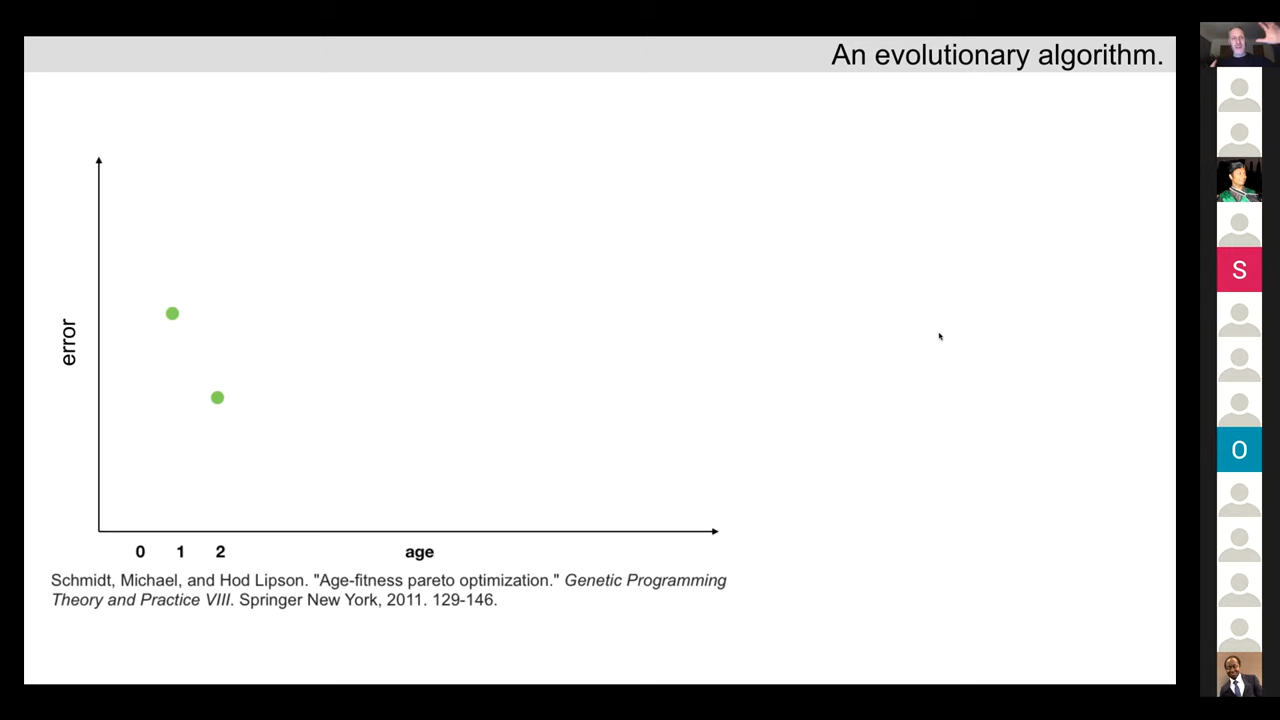 An evolutionary algorithm.
error
0 1 2 age
Schmidt, Michael, and Hod Lipson. "Age-fitness pareto optimization." Genetic Programming
Theory and Practice VIII. Springer New York, 2011. 129-146.
S
O